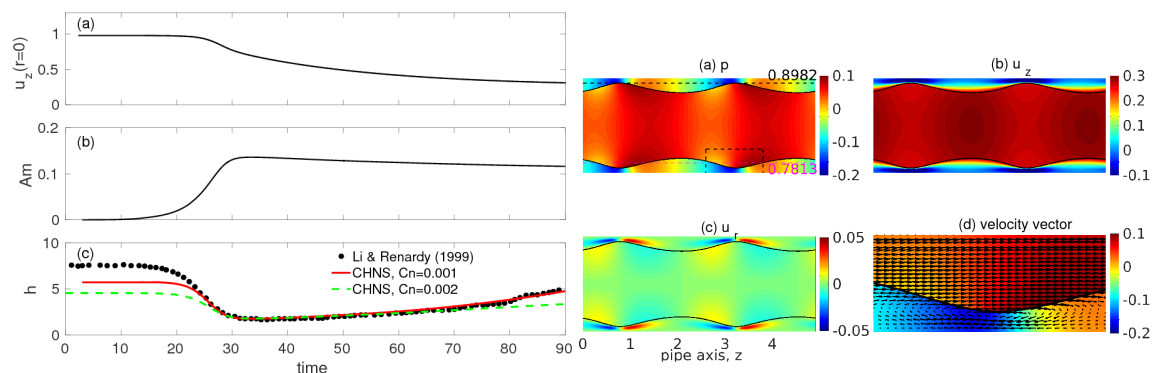 (a)
1
0.5
0
u_z(r=0)
(b)
0.2
0.1
0
Am
(c)
10
5
0
h
Li & Renardy (1999)
CHNS, Cn=0.001
CHNS, Cn=0.002
0 10 20 30 40 50 60 70 80 90
time
(a) p
0.8982
0.7813
0.1
0
-0.1
-0.2
(b) u_z
0.3
0.2
0.1
0
-0.1
(c) u_r
0.05
0
-0.05
0 1 2 3 4
pipe axis, z
(d) velocity vector
0.1
0
-0.1
-0.2